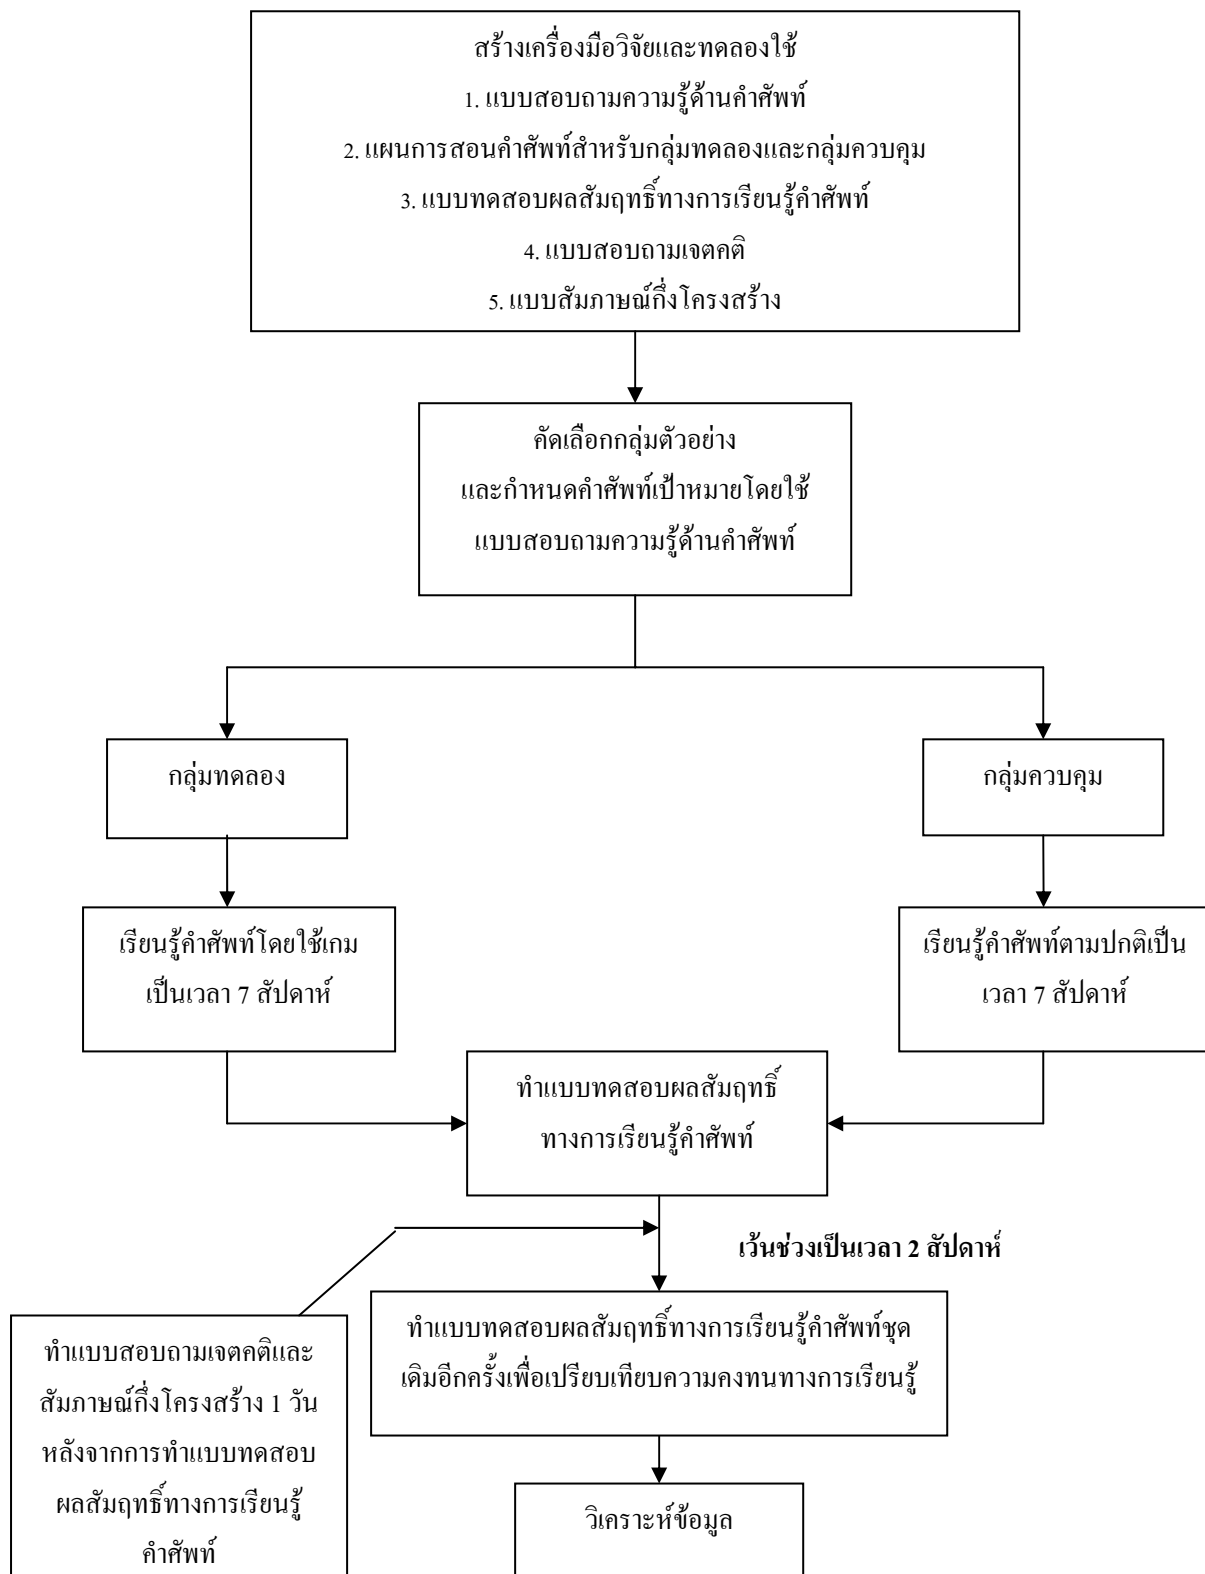 สร้างเครื่องมือวิจัยและทดลองใช้
1. แบบสอบถามความรู้ด้านคำศัพท์
2. แผนการสอนคำศัพท์สำหรับกลุ่มทดลองและกลุ่มควบคุม
3. แบบทดสอบผลสัมฤทธิ์ทางการเรียนรู้คำศัพท์
4. แบบสอบถามเจตคติ
5. แบบสัมภาษณ์กึ่งโครงสร้าง
คัดเลือกกลุ่มตัวอย่าง
และกำหนดคำศัพท์เป้าหมายโดยใช้
แบบสอบถามความรู้ด้านคำศัพท์
กลุ่มทดลอง
กลุ่มควบคุม
เรียนรู้คำศัพท์โดยใช้เกม
เป็นเวลา 7 สัปดาห์
เรียนรู้คำศัพท์ตามปกติเป็น
เวลา 7 สัปดาห์
ทำแบบทดสอบผลสัมฤทธิ์
ทางการเรียนรู้คำศัพท์
เว้นช่วงเป็นเวลา 2 สัปดาห์
ทำแบบทดสอบผลสัมฤทธิ์ทางการเรียนรู้คำศัพท์ชุด
เดิมอีกครั้งเพื่อเปรียบเทียบความคงทนทางการเรียนรู้
ทำแบบสอบถามเจตคติและ
สัมภาษณ์กึ่งโครงสร้าง 1 วัน
หลังจากการทำแบบทดสอบ
ผลสัมฤทธิ์ทางการเรียนรู้
คำศัพท์
วิเคราะห์ข้อมูล